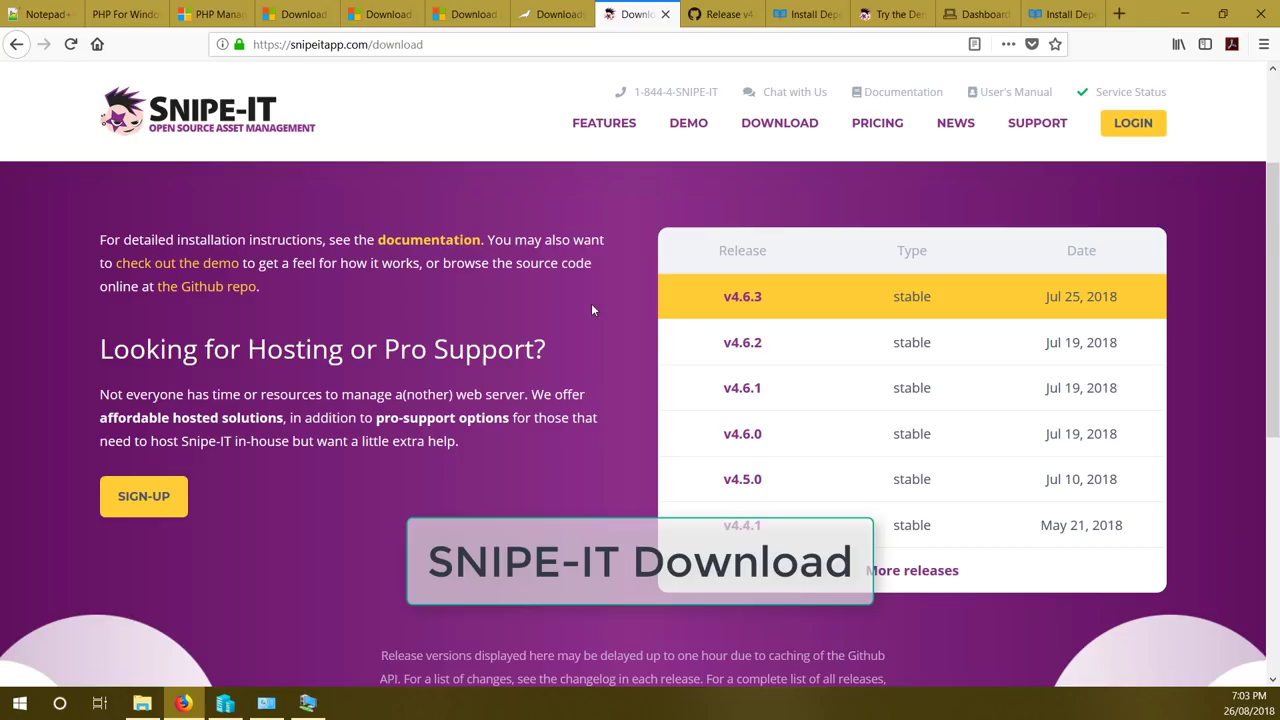 Notepad+
PHP For Windo
PHP Mana
Download
Download
Download
Download
Downlo
Release v4
Install Depe
Try the Dem
Dashboard
Install Depe
https://snipeitapp.com/download
SNIPE-IT
OPEN SOURCE ASSET MANAGEMENT
1-844-4-SNIPE-IT
Chat with Us
Documentation
User's Manual
Service Status
FEATURES
DEMO
DOWNLOAD
PRICING
NEWS
SUPPORT
LOGIN
For detailed installation instructions, see the documentation. You may also want
to check out the demo to get a feel for how it works, or browse the source code
online at the Github repo.
Looking for Hosting or Pro Support?
Not everyone has time or resources to manage a(nother) web server. We offer
affordable hosted solutions, in addition to pro-support options for those that
need to host Snipe-IT in-house but want a little extra help.
SIGN-UP
Release Type Date
v4.6.3 stable Jul 25, 2018
v4.6.2 stable Jul 19, 2018
v4.6.1 stable Jul 19, 2018
v4.6.0 stable Jul 19, 2018
v4.5.0 stable Jul 10, 2018
v4.4.1 stable May 21, 2018
More releases
SNIPE-IT Download
Release versions displayed here may be delayed up to one hour due to caching of the Github
API. For a list of changes, see the changelog in each release. For a complete list of all releases,
7:03 PM
26/08/2018